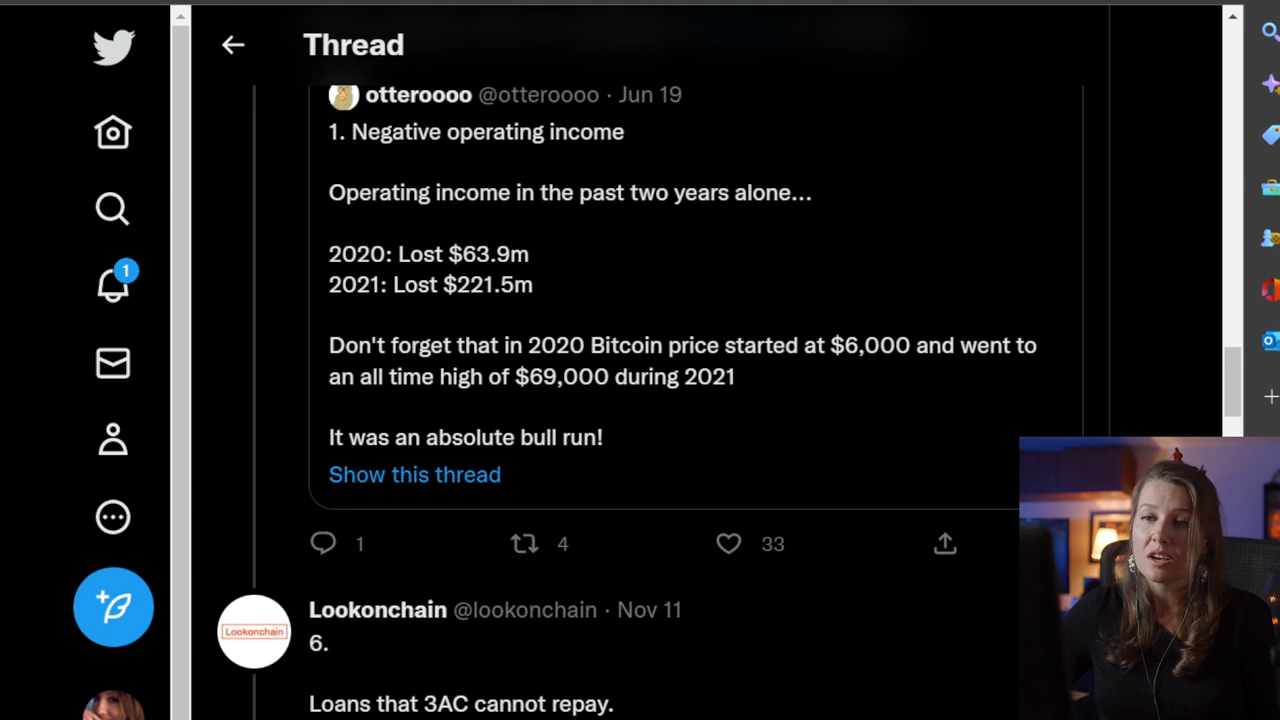 Thread
otteroooo @otteroooo · Jun 19
1. Negative operating income
Operating income in the past two years alone...
2020: Lost $63.9m
2021: Lost $221.5m
Don't forget that in 2020 Bitcoin price started at $6,000 and went to
an all time high of $69,000 during 2021
It was an absolute bull run!
Show this thread
1
1 4 33
Lookonchain @lookonchain · Nov 11
Lookonchain
6.
Loans that 3AC cannot repay.